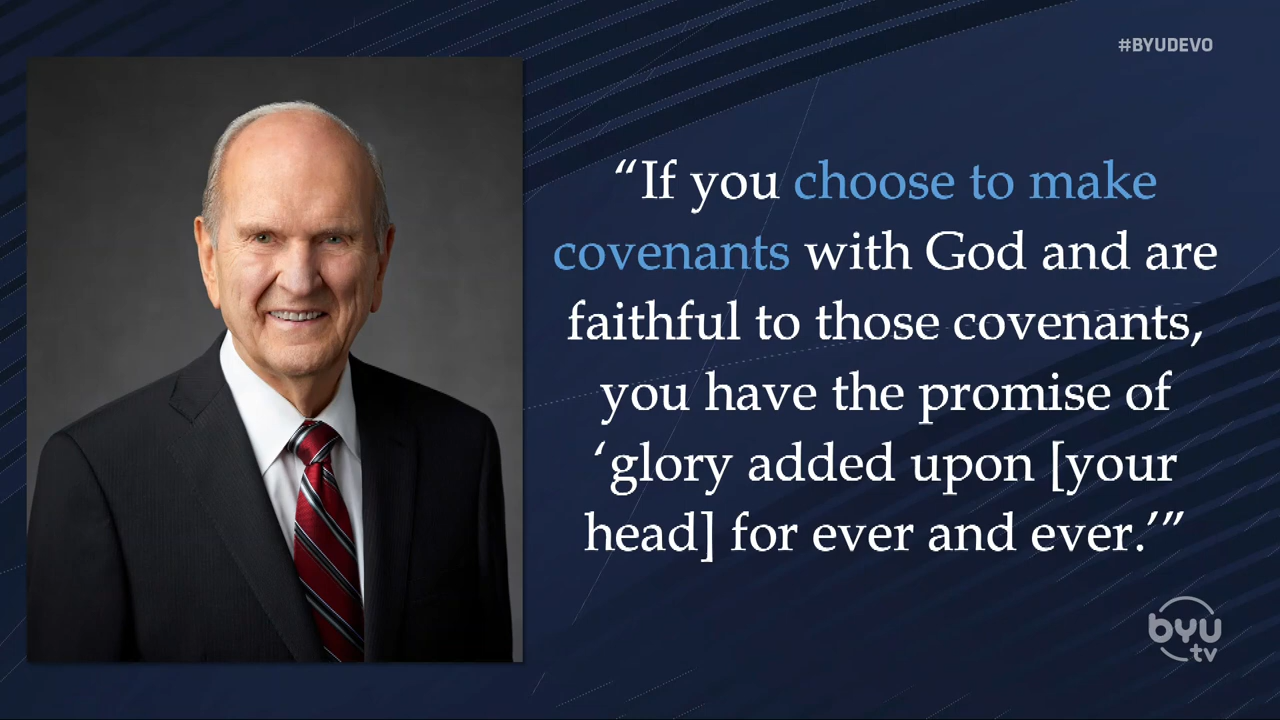 #BYUDEVO
“If you choose to make
covenants with God and are
faithful to those covenants,
you have the promise of
‘glory added upon [your
head] for ever and ever.’”
byu
tv